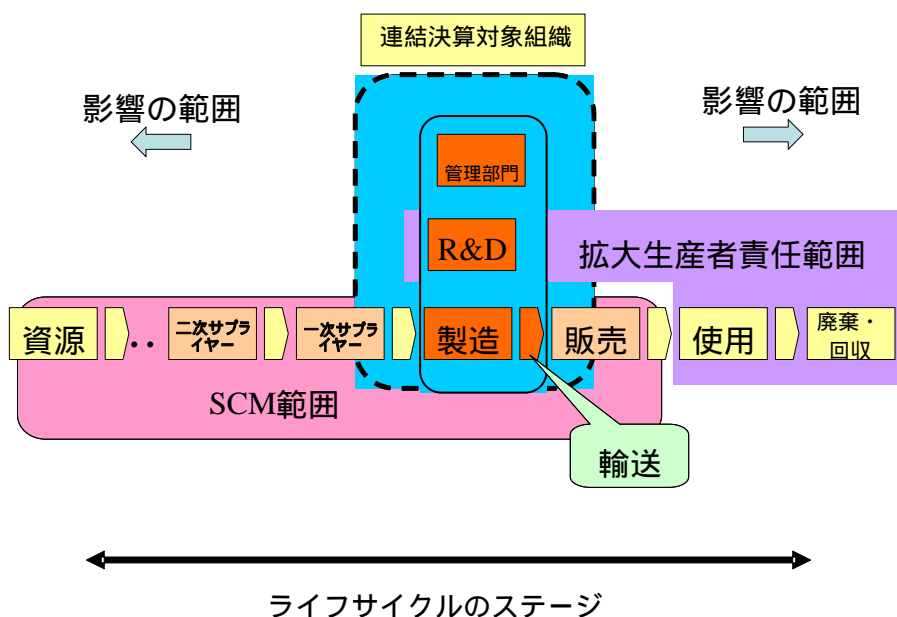 連結決算対象組織
影響の範囲
影響の範囲
管理部門
R&D
拡大生産者責任範囲
資源
・・
二次サプラ
イヤー
一次サプラ
イヤー
製造
販売
使用
廃棄・
回収
SCM範囲
輸送
ライフサイクルのステージ